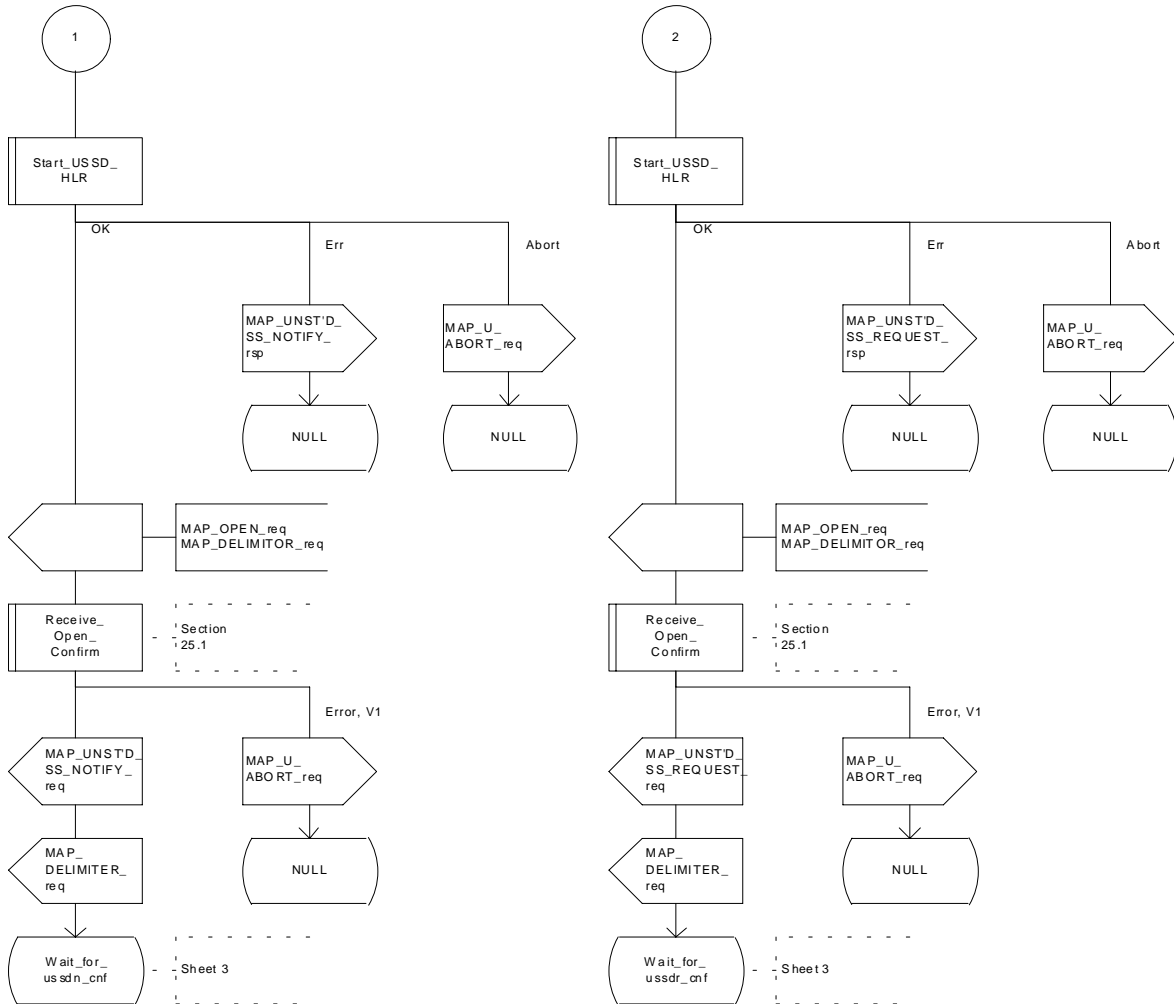 1
Start_USSD_
HLR
OK
Err
Abort
MAP_UNST'D_
SS_NOTIFY_
rsp
MAP_U_
ABORT_req
NULL
NULL
MAP_OPEN_req
MAP_DELIMITOR_req
Receive_
Open_
Confirm
Section
25.1
Error, V1
MAP_UNST'D_
SS_NOTIFY_
req
MAP_U_
ABORT_req
MAP_
DELIMITER_
req
NULL
Wait_for_
ussdn_cnf
Sheet 3
2
Start_USSD_
HLR
OK
Err
Abort
MAP_UNST'D_
SS_REQUEST_
rsp
MAP_U_
ABORT_req
NULL
NULL
MAP_OPEN_req
MAP_DELIMITOR_req
Receive_
Open_
Confirm
Section
25.1
Error, V1
MAP_UNST'D_
SS_REQUEST_
req
MAP_U_
ABORT_req
MAP_
DELIMITER_
req
NULL
Wait_for_
ussdr_cnf
Sheet 3